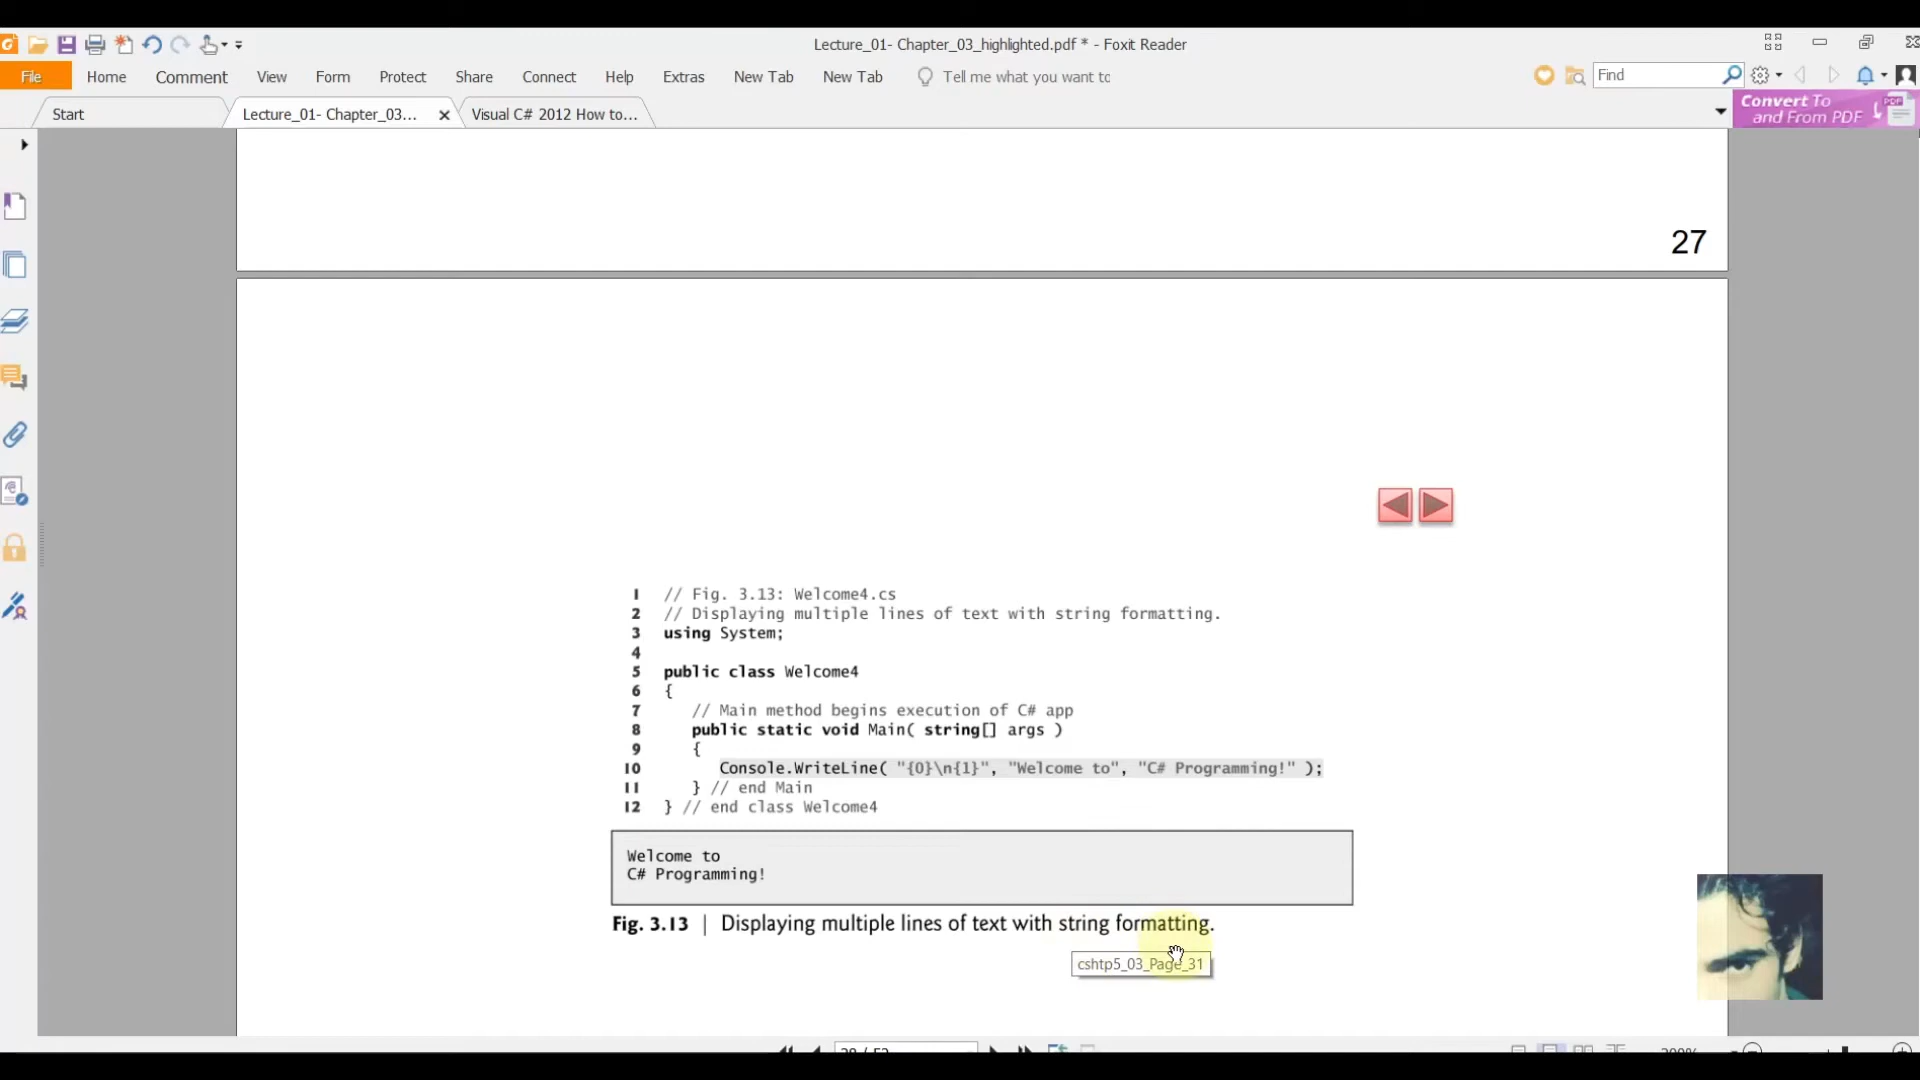 Lecture_01- Chapter_03_highlighted.pdf * - Foxit Reader
File Home Comment View Form Protect Share Connect Help Extras New Tab New Tab Tell me what you want to Find
Convert To
and From PDF
PDF
Start Lecture_01- Chapter_03... Visual C# 2012 How to...
27
1 // Fig. 3.13: Welcome4.cs
2 // Displaying multiple lines of text with string formatting.
3 using System;
4
5 public class Welcome4
6 {
7 // Main method begins execution of C# app
8 public static void Main( string[] args )
9 {
10 Console.WriteLine( "{0}\n{1}", "Welcome to", "C# Programming!" );
11 } // end Main
12 } // end class Welcome4
Welcome to
C# Programming!
Fig. 3.13 | Displaying multiple lines of text with string formatting.
cshtp5_03_Page_31